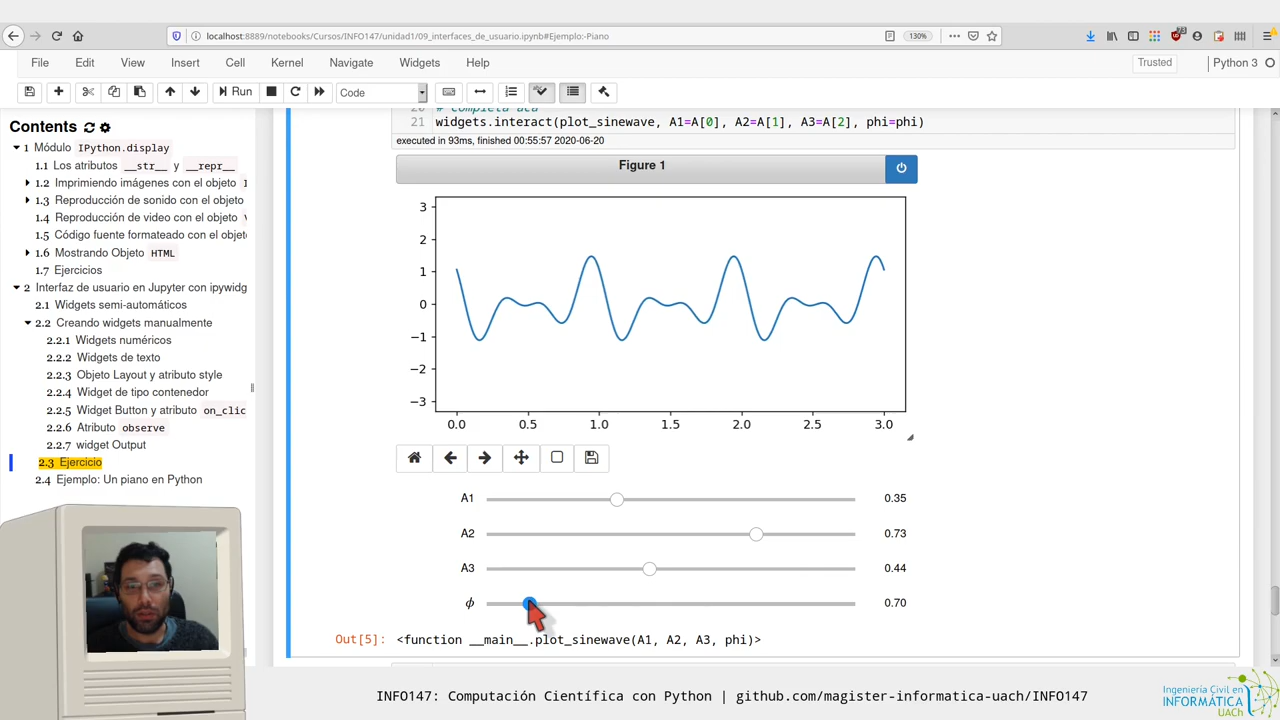 localhost:8889/notebooks/Cursos/INFO147/unidad1/09_interfaces_de_usuario.ipynb#Ejemplo:-Piano
130%
73
File Edit View Insert Cell Kernel Navigate Widgets Help
Trusted
Python 3
Run
Code
Contents
1 Módulo IPython.display
1.1 Los atributos __str__ y __repr__
1.2 Imprimiendo imágenes con el objeto
1.3 Reproducción de sonido con el objeto
1.4 Reproducción de video con el objeto
1.5 Código fuente formateado con el objet
1.6 Mostrando Objeto HTML
1.7 Ejercicios
2 Interfaz de usuario en Jupyter con ipywidg
2.1 Widgets semi-automáticos
2.2 Creando widgets manualmente
2.2.1 Widgets numéricos
2.2.2 Widgets de texto
2.2.3 Objeto Layout y atributo style
2.2.4 Widget de tipo contenedor
2.2.5 Widget Button y atributo on_clic
2.2.6 Atributo observe
2.2.7 widget Output
2.3 Ejercicio
2.4 Ejemplo: Un piano en Python
20 # Completa acá
21 widgets.interact(plot_sinewave, A1=A[0], A2=A[1], A3=A[2], phi=phi)
executed in 93ms, finished 00:55:57 2020-06-20
Figure 1
3
2
1
0
−1
−2
−3
0.0 0.5 1.0 1.5 2.0 2.5 3.0
A1 0.35
A2 0.73
A3 0.44
ϕ 0.70
Out[5]: <function __main__.plot_sinewave(A1, A2, A3, phi)>
INFO147: Computación Científica con Python | github.com/magister-informatica-uach/INFO147
Ingeniería Civil en
INFORMÁTICA
UACh